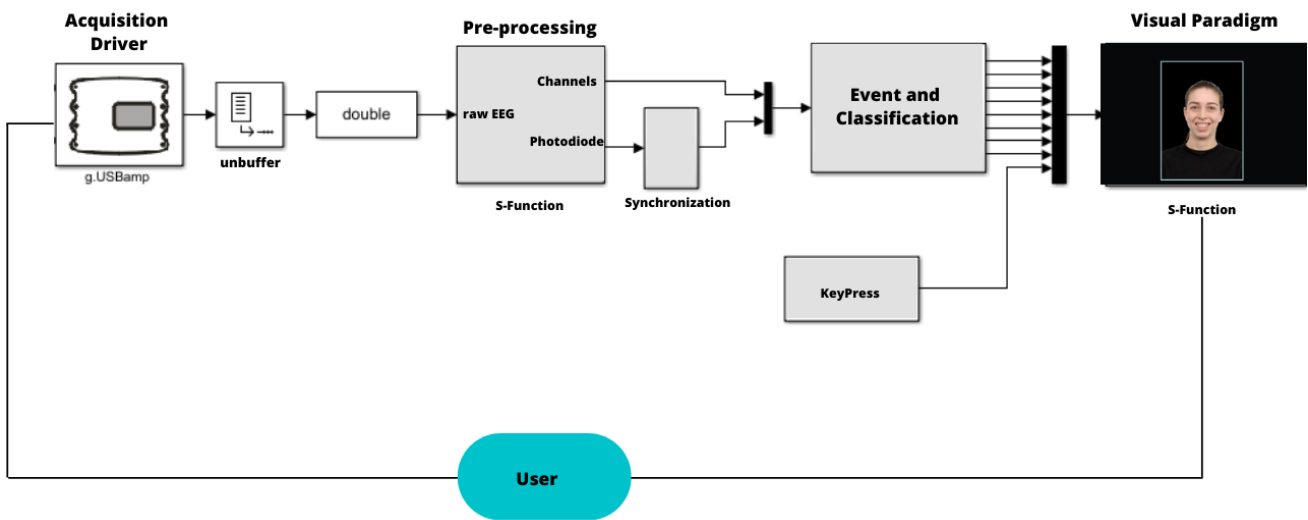 Acquisition
Driver
Pre-processing
Visual Paradigm
Channels
Event and
Classification
double
raw EEG
Photodiode
unbuffer
g.USBamp
S-Function
Synchronization
S-Function
KeyPress
User